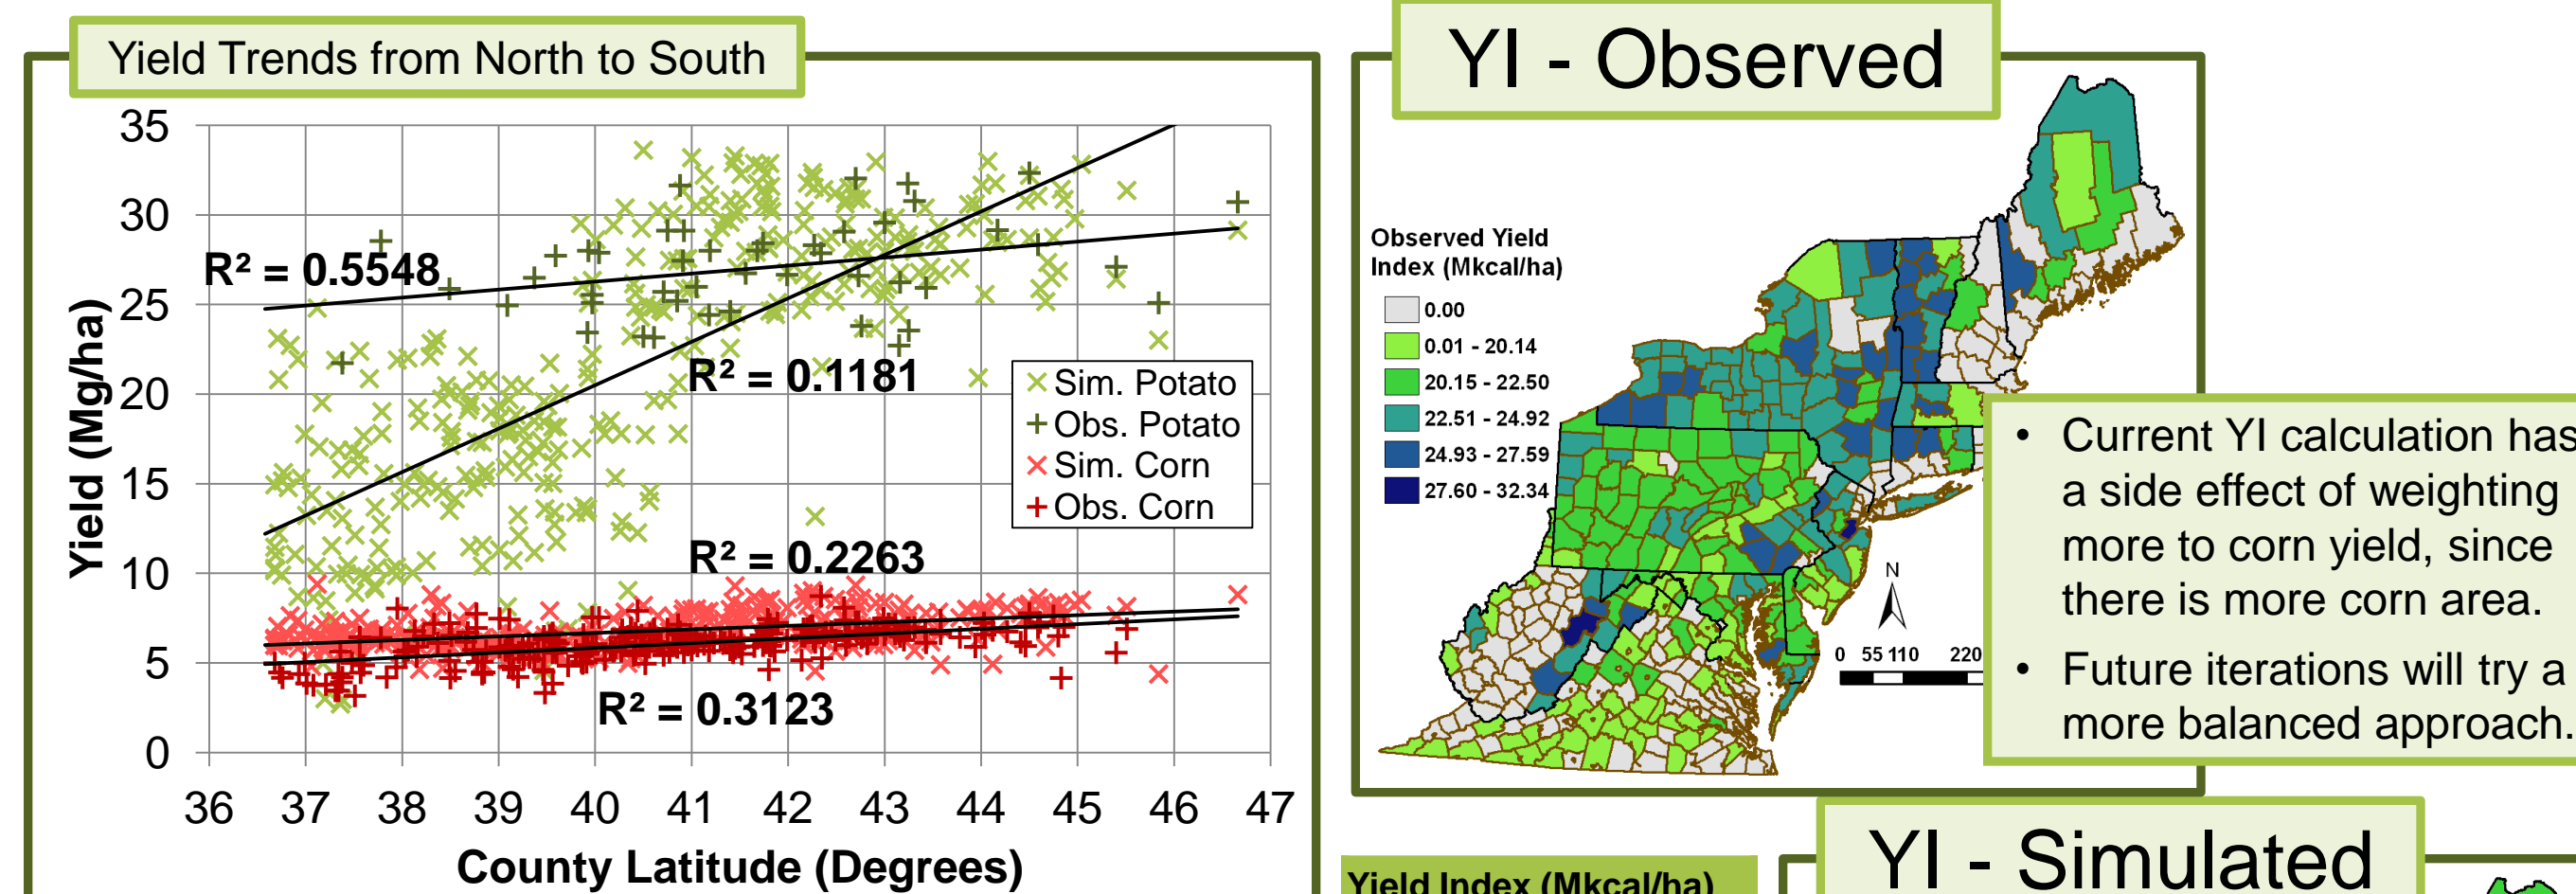 Yield Trends from North to South
35
30
25
20
15
10
5
0
Yield (Mg/ha)
R² = 0.5548
R² = 0.1181
R² = 0.2263
R² = 0.3123
Sim. Potato
Obs. Potato
Sim. Corn
Obs. Corn
36 37 38 39 40 41 42 43 44 45 46 47
County Latitude (Degrees)
YI - Observed
Observed Yield
Index (Mkcal/ha)
0.00
0.01 - 20.14
20.15 - 22.50
22.51 - 24.92
24.93 - 27.59
27.60 - 32.34
N
0 55 110 220
• Current YI calculation has
a side effect of weighting
more to corn yield, since
there is more corn area.
• Future iterations will try a
more balanced approach.
Yield Index (Mkcal/ha)
YI - Simulated